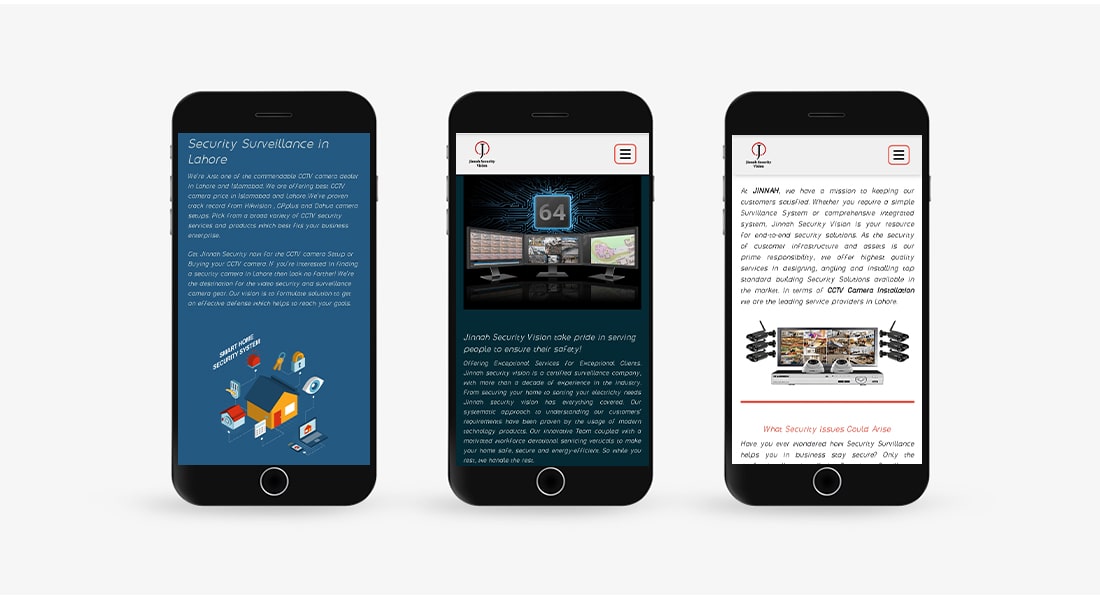 Security Surveillance in
Lahore
We're Just one of the commendable CCTV camera dealer
in Lahore and Islamabad. We are offering best CCTV
camera price in Islamabad and Lahore We're proven
crack record from Hikvision , CPplus and Dahua camera
setups. Pick from a broad variety of CCTV security
services and products which best fits your business
enterprise.
Get Jinnah Security now for the CCTV camera Setup or
Buying your CCTV camera. If you're interested in finding
a security camera in Lahore then look no farther! We're
the destination for the video security and surveillance
camera gear. Our vision is to formulate solution to get
an effective defense which helps to reach your goals.
SMART HOME
SECURITY SYSTEM
J
Jinnah Security
Vision
64
Jinnah Security Vision take pride in serving
people to ensure their safety!
Offering Exceptional Services for Exceptional Clients.
Jinnah security vision is a certified surveillance company,
with more than a decade of experience in the industry.
From securing your home to sorting your electricity needs
Jinnah security vision has everything covered. Our
systematic approach to understanding our customers'
requirements have been proven by the usage of modern
technology products. Our innovative Team coupled with a
motivated workforce devotional servicing verticals to make
your home safe, secure and energy-efficient. So while you
rest, we handle the rest.
J
Jinnah Security
Vision
At JINNAH, we have a mission to keeping our
customers satisfied. Whether you require a simple
Survillance System or comprehensive integrated
system, Jinnah Security Vision is your resource
for end-to-end security solutions. As the security
of customer infrastructure and assets is our
prime responsibility, we offer highest quality
services in designing, angling and installing top
standard building Security Solutions available in
the market. In terms of CCTV Camera Installation
we are the leading service providers in Lahore.
What Security Issues Could Arise
Have you ever wondered how Security Survillance
helps you in business stay secure? Only the